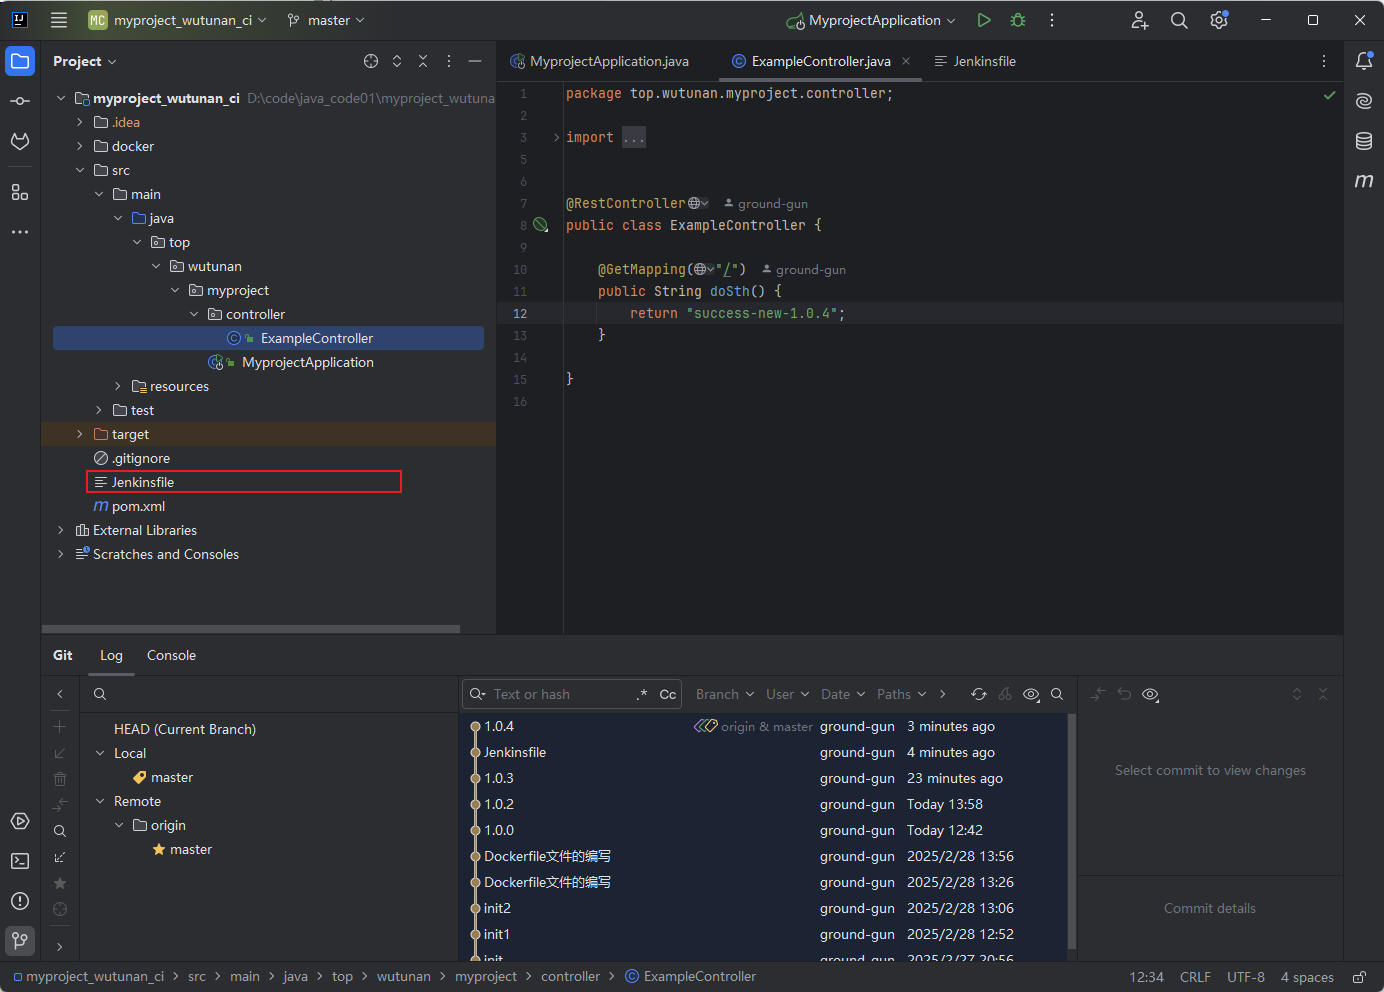 MC myproject_wutunan_ci master MyprojectApplication
Project
MyprojectApplication.java ExampleController.java Jenkinsfile
myproject_wutunan_ci D:\code\java_code01\myproject_wutuna
.idea
docker
src
main
java
top
wutunan
myproject
controller
ExampleController
MyprojectApplication
resources
test
target
.gitignore
Jenkinsfile
m pom.xml
External Libraries
Scratches and Consoles
1 package top.wutunan.myproject.controller;
2
3 import ...
5
6
7 @RestController ground-gun
8 public class ExampleController {
9
10 @GetMapping("/") ground-gun
11 public String doSth() {
12 return "success-new-1.0.4";
13 }
14
15 }
16
m
Git Log Console
Text or hash .* Cc Branch User Date Paths
HEAD (Current Branch)
Local
master
Remote
origin
master
1.0.4 origin & master ground-gun 3 minutes ago
Jenkinsfile ground-gun 4 minutes ago
1.0.3 ground-gun 23 minutes ago
1.0.2 ground-gun Today 13:58
1.0.0 ground-gun Today 12:42
Dockerfile文件的编写 ground-gun 2025/2/28 13:56
Dockerfile文件的编写 ground-gun 2025/2/28 13:26
init2 ground-gun 2025/2/28 13:06
init1 ground-gun 2025/2/28 12:52
init ground-gun 2025/2/27 20:56
Select commit to view changes
Commit details
myproject_wutunan_ci > src > main > java > top > wutunan > myproject > controller > ExampleController 12:34 CRLF UTF-8 4 spaces